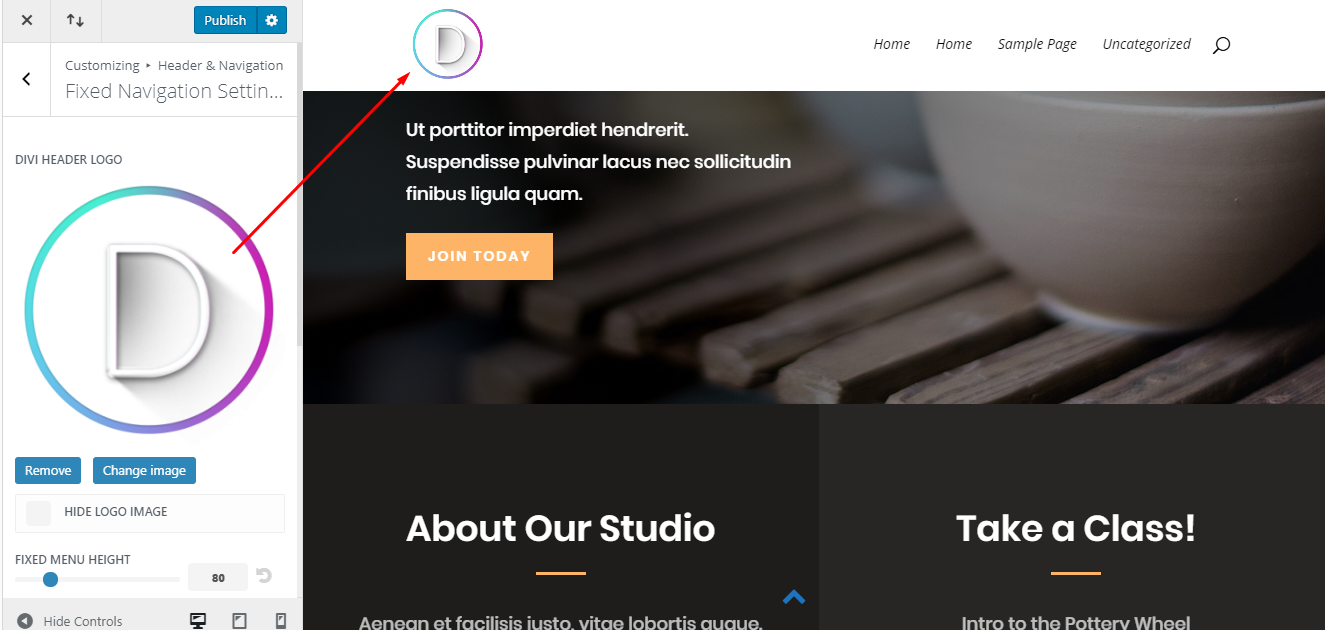 Publish
Customizing ▸ Header & Navigation
Fixed Navigation Settin...
DIVI HEADER LOGO
D
Remove
Change image
HIDE LOGO IMAGE
FIXED MENU HEIGHT
80
Hide Controls
D
Home Home Sample Page Uncategorized
Ut porttitor imperdiet hendrerit.
Suspendisse pulvinar lacus nec sollicitudin
finibus ligula quam.
JOIN TODAY
About Our Studio
Aenean et facilisis justo, vitae lobortis augue.
Take a Class!
Intro to the Pottery Wheel